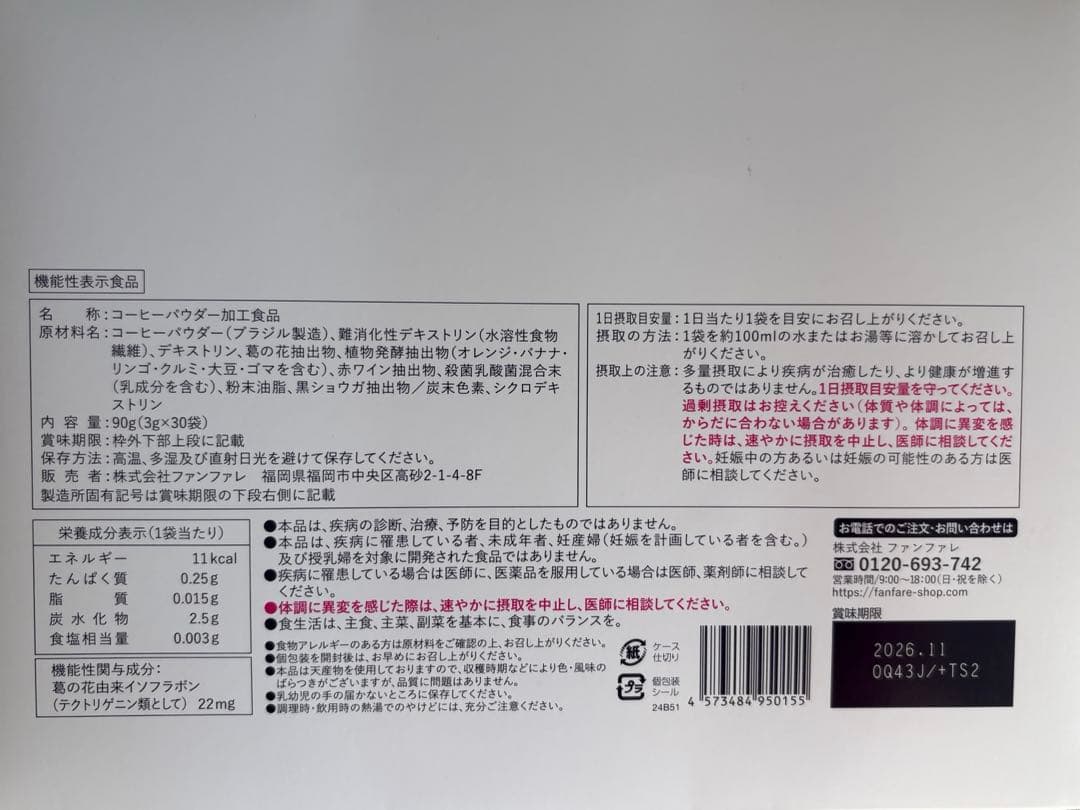 機能性表示食品
名　　称：コーヒーパウダー加工食品
原材料名：コーヒーパウダー（ブラジル製造）、難消化性デキストリン（水溶性食物
繊維）、デキストリン、葛の花抽出物、植物発酵抽出物（オレンジ・バナナ・
リンゴ・クルミ・大豆・ゴマを含む）、赤ワイン抽出物、殺菌乳酸菌混合末
（乳成分を含む）、粉末油脂、黒ショウガ抽出物／炭末色素、シクロデキ
ストリン
内 容 量：90g（3g×30袋）
賞味期限：枠外下部上段に記載
保存方法：高温、多湿及び直射日光を避けて保存してください。
販 売 者：株式会社ファンファレ　福岡県福岡市中央区高砂2-1-4-8F
製造所固有記号は賞味期限の下段右側に記載
1日摂取目安量：1日当たり1袋を目安にお召し上がりください。
摂取の方法：1袋を約100mlの水またはお湯等に溶かしてお召し上
がりください。
摂取上の注意：多量摂取により疾病が治癒したり、より健康が増進す
るものではありません。1日摂取目安量を守ってください。
過剰摂取はお控えください（体質や体調によっては、
からだに合わない場合があります）。体調に異変を感
じた時は、速やかに摂取を中止し、医師に相談してくだ
さい。妊娠中の方あるいは妊娠の可能性のある方は医
師に相談してください。
栄養成分表示（1袋当たり）
エネルギー　11kcal
たんぱく質　0.25g
脂　　質　0.015g
炭水化物　2.5g
食塩相当量　0.003g
機能性関与成分：
葛の花由来イソフラボン
（テクトリゲニン類として）　22mg
●本品は、疾病の診断、治療、予防を目的としたものではありません。
●本品は、疾病に罹患している者、未成年者、妊産婦（妊娠を計画している者を含む。）
及び授乳婦を対象に開発された食品ではありません。
●疾病に罹患している場合は医師に、医薬品を服用している場合は医師、薬剤師に相談して
ください。
●体調に異変を感じた際は、速やかに摂取を中止し、医師に相談してください。
●食生活は、主食、主菜、副菜を基本に、食事のバランスを。
●食物アレルギーのある方は原材料をご確認の上、お召し上がりください。
●個包装を開封後は、お早めにお召し上がりください。
●本品は天産物を使用しておりますので、収穫時期などにより色・風味の
ばらつきがございますが、品質に問題はありません。
●乳幼児の手の届かないところに保存してください。
●調理時・飲用時の熱湯でのやけどには、充分ご注意ください。
紙
ケース
仕切り
プラ
個包装
シール
24B51
4 573484 950155
お電話でのご注文・お問い合わせは
株式会社 ファンファレ
0120-693-742
営業時間/9:00〜18:00（日・祝を除く）
https://fanfare-shop.com
賞味期限
2026.11
0Q43J/+TS2